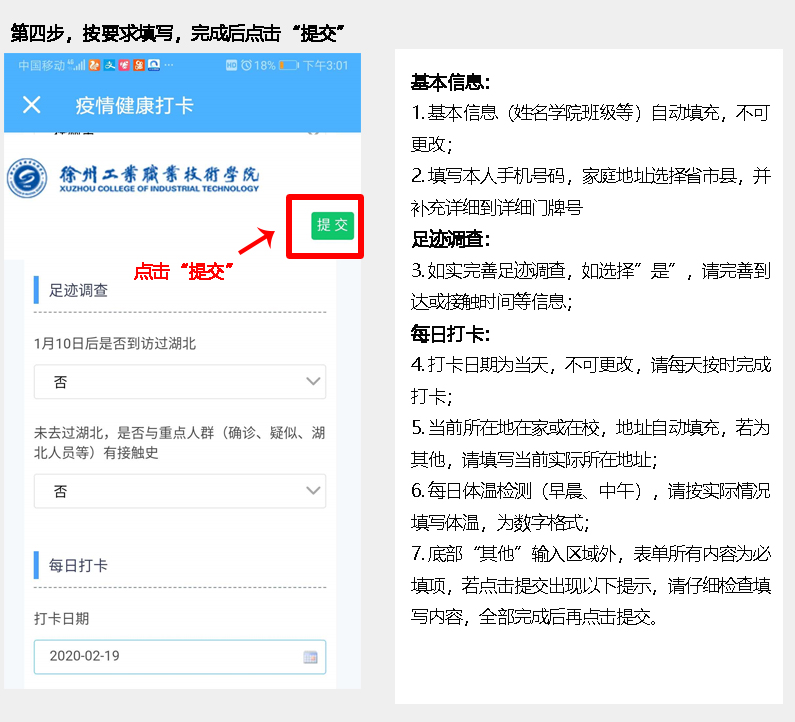 第四步，按要求填写，完成后点击“提交”
中国移动 18% 下午3:01
疫情健康打卡
徐州工業職業技術學院
XUZHOU COLLEGE OF INDUSTRIAL TECHNOLOGY
提交
点击“提交”
足迹调查
1月10日后是否到访过湖北
否
未去过湖北，是否与重点人群（确诊、疑似、湖
北人员等）有接触史
否
每日打卡
打卡日期
2020-02-19
基本信息：
1.基本信息（姓名学院班级等）自动填充，不可
更改；
2.填写本人手机号码，家庭地址选择省市县，并
补充详细到详细门牌号
足迹调查：
3.如实完善足迹调查，如选择”是”，请完善到
达或接触时间等信息；
每日打卡：
4.打卡日期为当天，不可更改，请每天按时完成
打卡；
5.当前所在地在家或在校，地址自动填充，若为
其他，请填写当前实际所在地址；
6.每日体温检测（早晨、中午），请按实际情况
填写体温，为数字格式；
7.底部“其他”输入区域外，表单所有内容为必
填项，若点击提交出现以下提示，请仔细检查填
写内容，全部完成后再点击提交。